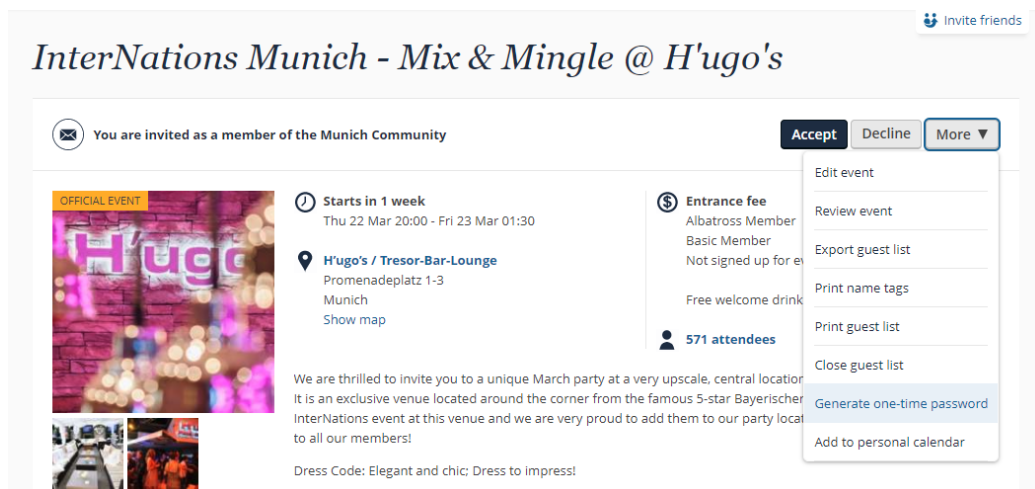 Invite friends
InterNations Munich - Mix & Mingle @ H'ugo's
You are invited as a member of the Munich Community
Accept
Decline
More ▼
Edit event
Review event
Export guest list
Print name tags
Print guest list
Close guest list
Generate one-time password
Add to personal calendar
OFFICIAL EVENT
H'ugo
Starts in 1 week
Thu 22 Mar 20:00 - Fri 23 Mar 01:30
H'ugo's / Tresor-Bar-Lounge
Promenadeplatz 1-3
Munich
Show map
Entrance fee
Albatross Member
Basic Member
Not signed up for
Free welcome drink
571 attendees
We are thrilled to invite you to a unique March party at a very upscale, central location
It is an exclusive venue located around the corner from the famous 5-star Bayerischer
InterNations event at this venue and we are very proud to add them to our party
to all our members!
Dress Code: Elegant and chic; Dress to impress!